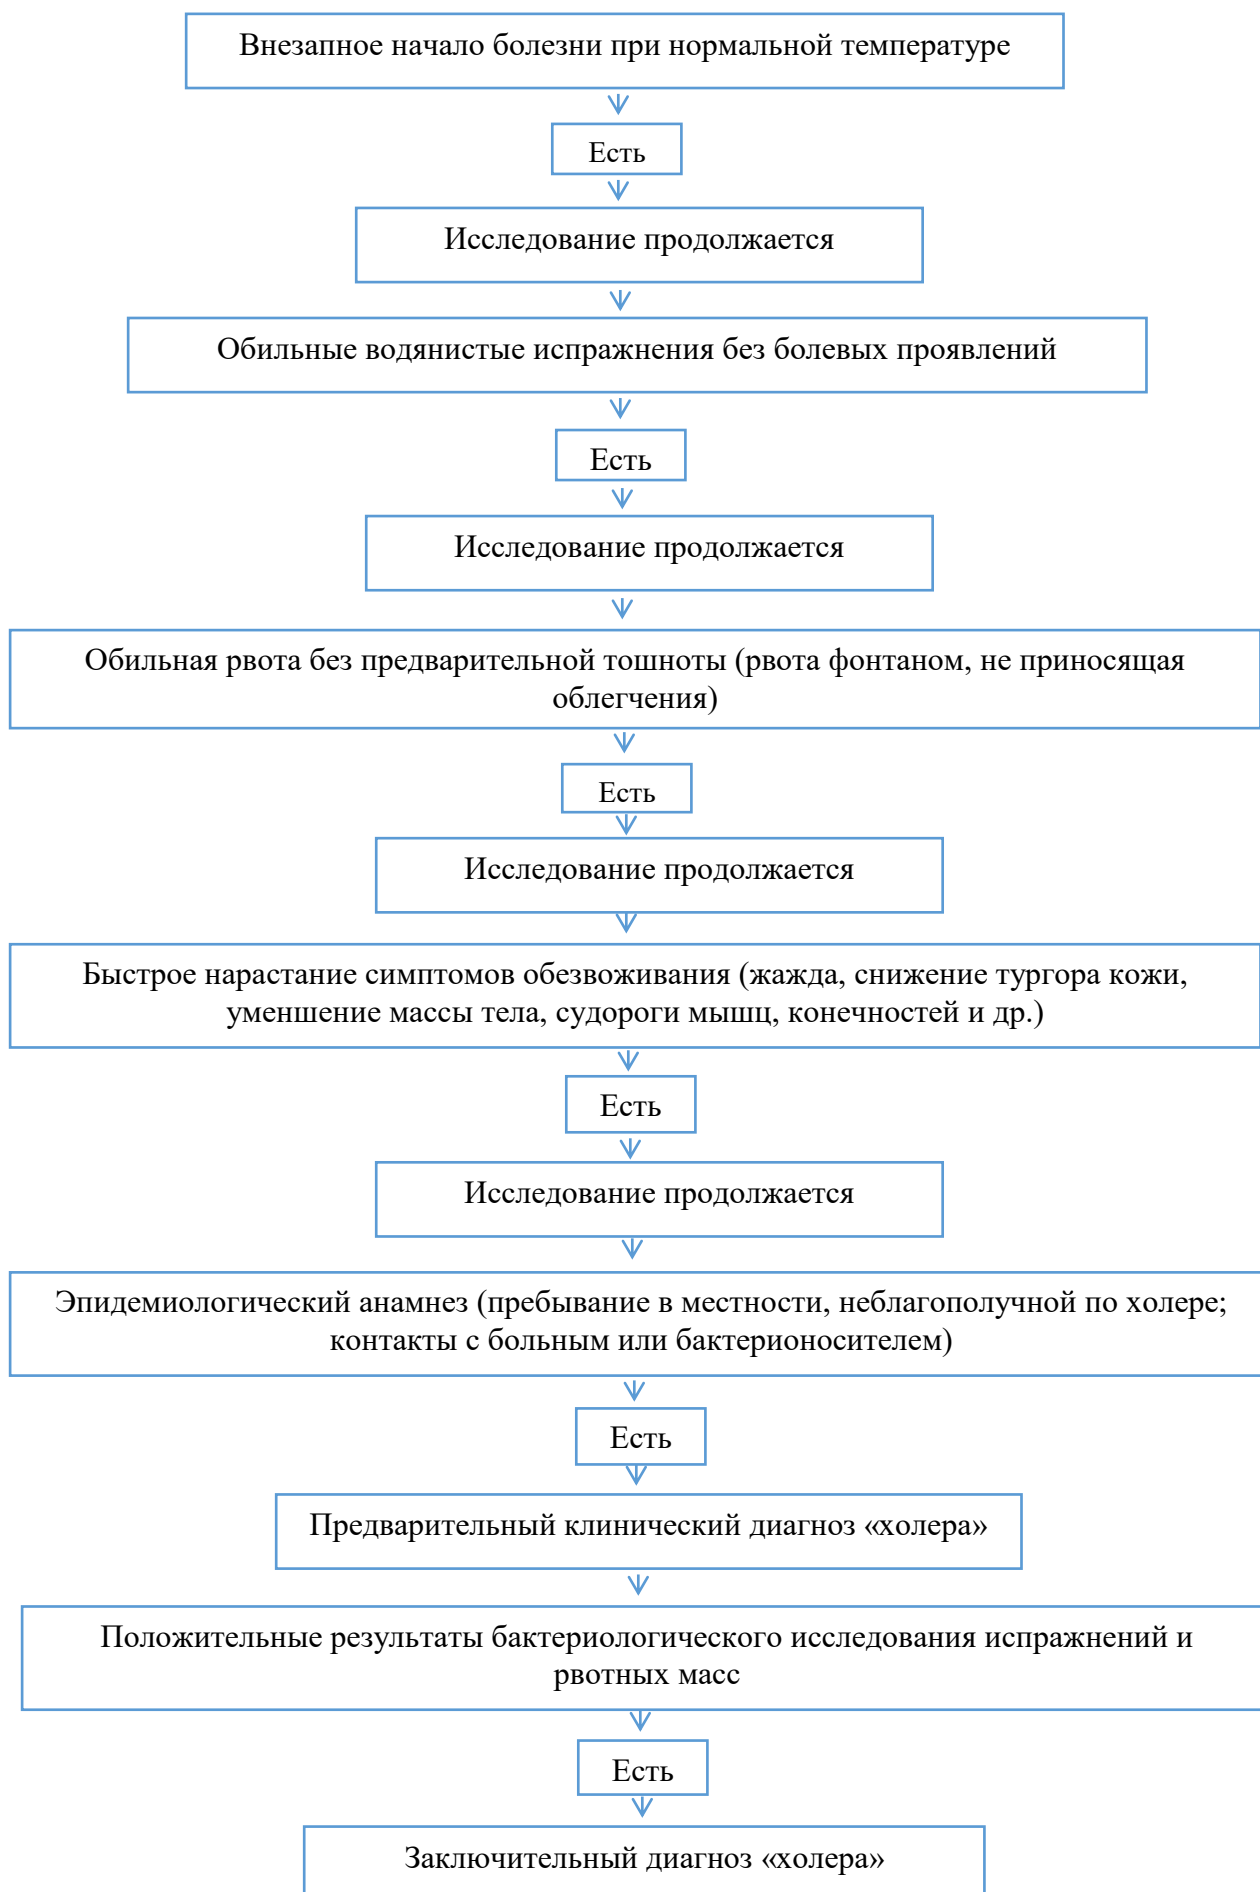 Внезапное начало болезни при нормальной температуре
Есть
Исследование продолжается
Обильные водянистые испражнения без болевых проявлений
Есть
Исследование продолжается
Обильная рвота без предварительной тошноты (рвота фонтаном, не приносящая
облегчения)
Есть
Исследование продолжается
Быстрое нарастание симптомов обезвоживания (жажда, снижение тургора кожи,
уменьшение массы тела, судороги мышц, конечностей и др.)
Есть
Исследование продолжается
Эпидемиологический анамнез (пребывание в местности, неблагополучной по холере;
контакты с больным или бактерионосителем)
Есть
Предварительный клинический диагноз «холера»
Положительные результаты бактериологического исследования испражнений и
рвотных масс
Есть
Заключительный диагноз «холера»